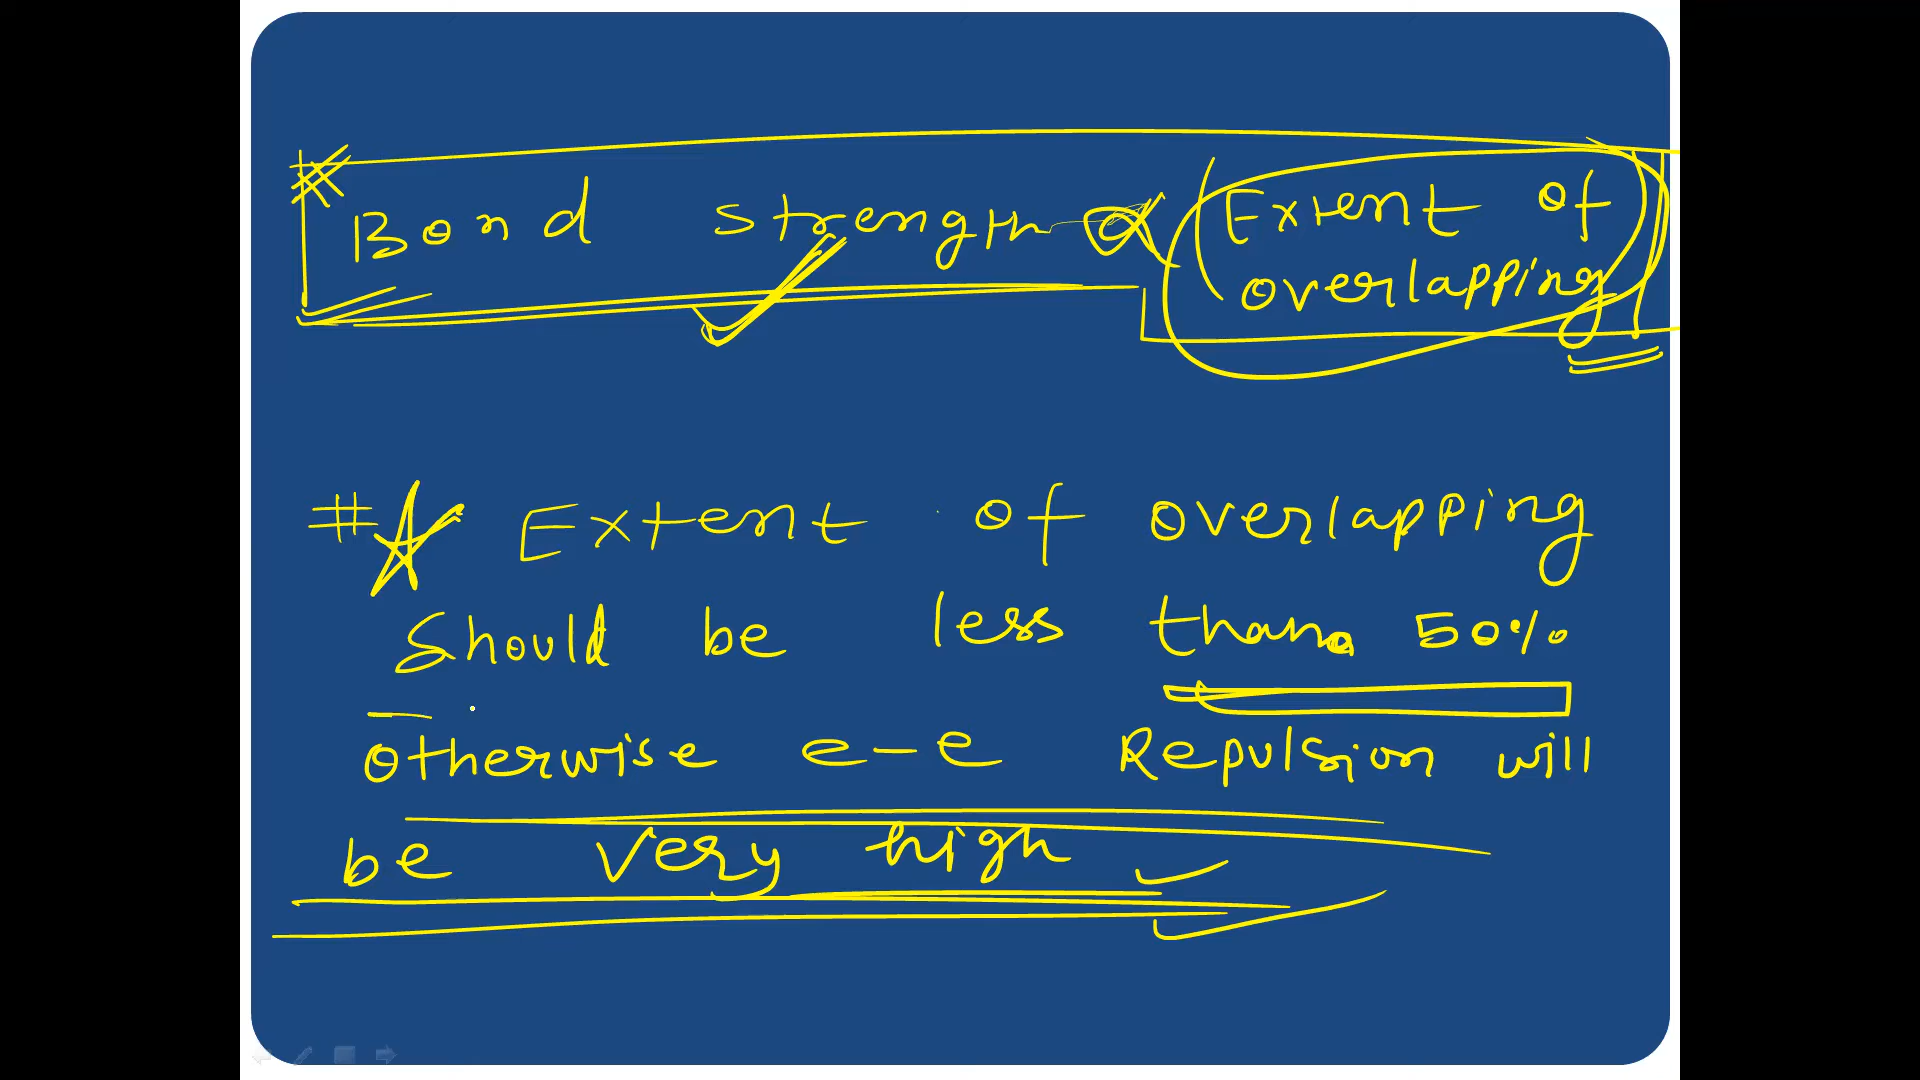 Bond strength ∝ (Extent of
overlapping)
# Extent of overlapping
Should be less than 50%
otherwise e-e Repulsion will
be very high